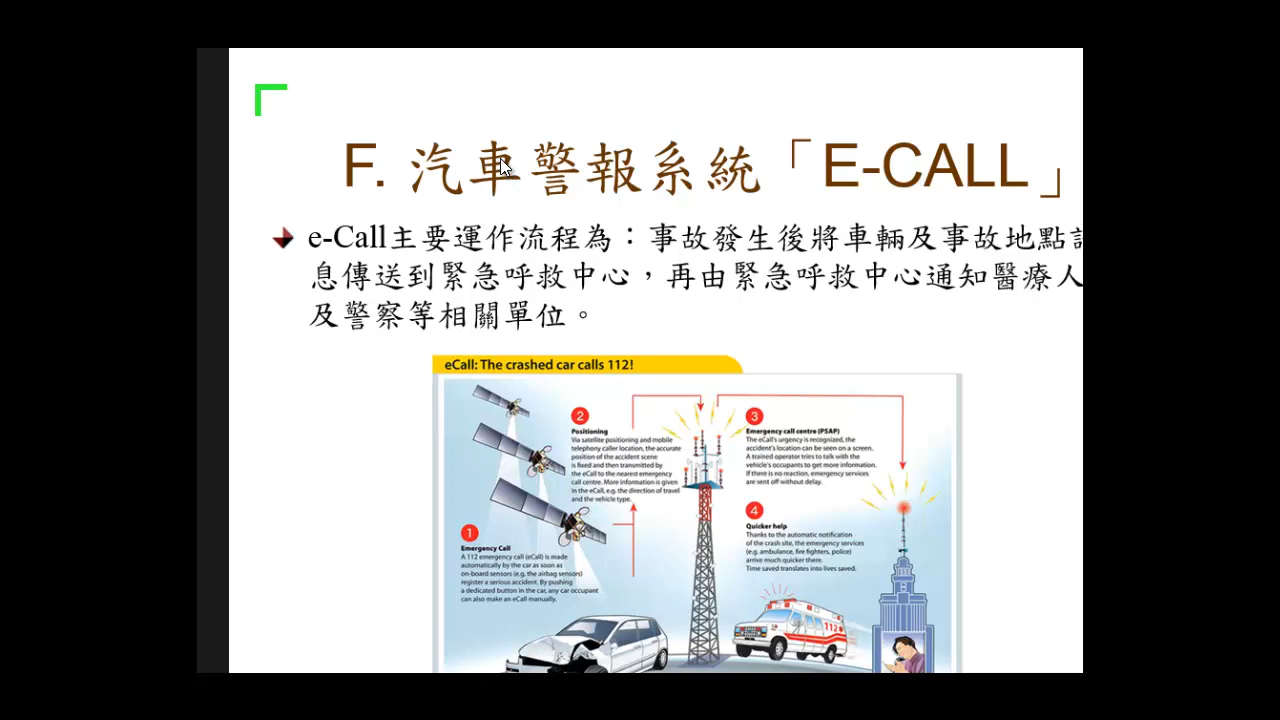 F. 汽車警報系統「E-CALL」
e-Call主要運作流程為：事故發生後將車輛及事故地點
息傳送到緊急呼救中心，再由緊急呼救中心通知醫療人
及警察等相關單位。
eCall: The crashed car calls 112!
2
Positioning
Via satellite positioning and mobile
telephony caller location, the accurate
position of the accident scene
is fixed and then transmitted by
the eCall to the nearest emergency
call centre. More information is given
in the eCall, e.g. the direction of travel
and the vehicle type.
3
Emergency call centre (PSAP)
The eCall's urgency is recognized, the
accident's location can be seen on a screen.
A trained operator tries to talk with the
vehicle's occupants to get more information.
If there is no reaction, emergency services
are sent off without delay.
1
Emergency Call
A 112 emergency call (eCall) is made
automatically by the car as soon as
on-board sensors (e.g. the airbag sensors)
register a serious accident. By pushing
a dedicated button in the car, any car occupant
can also make an eCall manually.
4
Quicker help
Thanks to the automatic notification
of the crash site, the emergency services
(e.g. ambulance, fire fighters, police)
arrive much quicker there.
Time saved translates into lives saved.
112